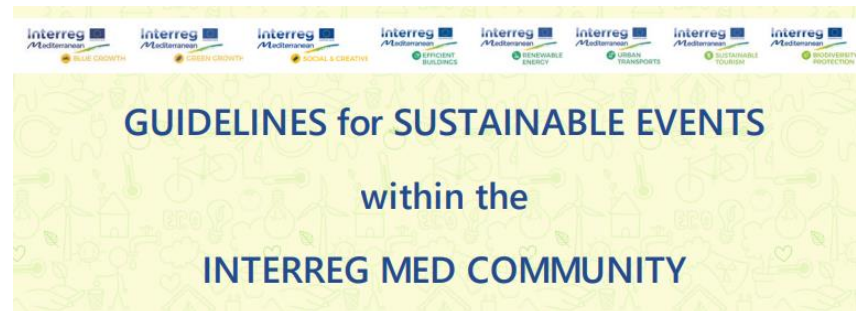 Interreg Interreg Interreg Interreg Interreg Interreg Interreg Interreg
Mediterranean Mediterranean Mediterranean Mediterranean Mediterranean Mediterranean Mediterranean Mediterranean
BLUE GROWTH GREEN GROWTH SOCIAL & CREATIVE EFFICIENT BUILDINGS RENEWABLE ENERGY URBAN TRANSPORTS SUSTAINABLE TOURISM BIODIVERSITY PROTECTION
GUIDELINES for SUSTAINABLE EVENTS
within the
INTERREG MED COMMUNITY
ECO
ECO